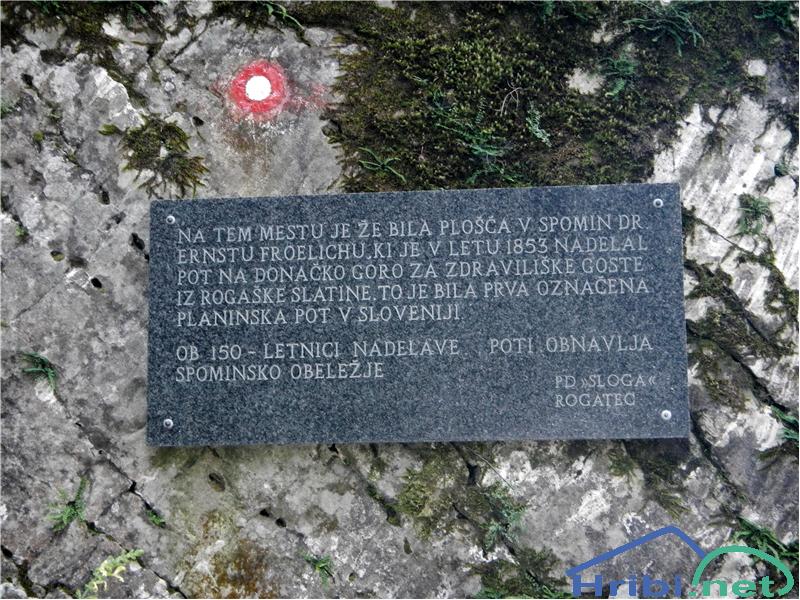 NA TEM MESTU JE ŽE BILA PLOŠČA V SPOMIN DR.
ERNSTU FRÖELICHU, KI JE V LETU 1853 NADELAL
POT NA DONAČKO GORO ZA ZDRAVILIŠKE GOSTE
IZ ROGAŠKE SLATINE. TO JE BILA PRVA OZNAČENA
PLANINSKA POT V SLOVENIJI.
OB 150 - LETNICI NADELAVE POTI OBNAVLJA
SPOMINSKO OBELEŽJE
PD »SLOGA«
ROGATEC
Hribi.net